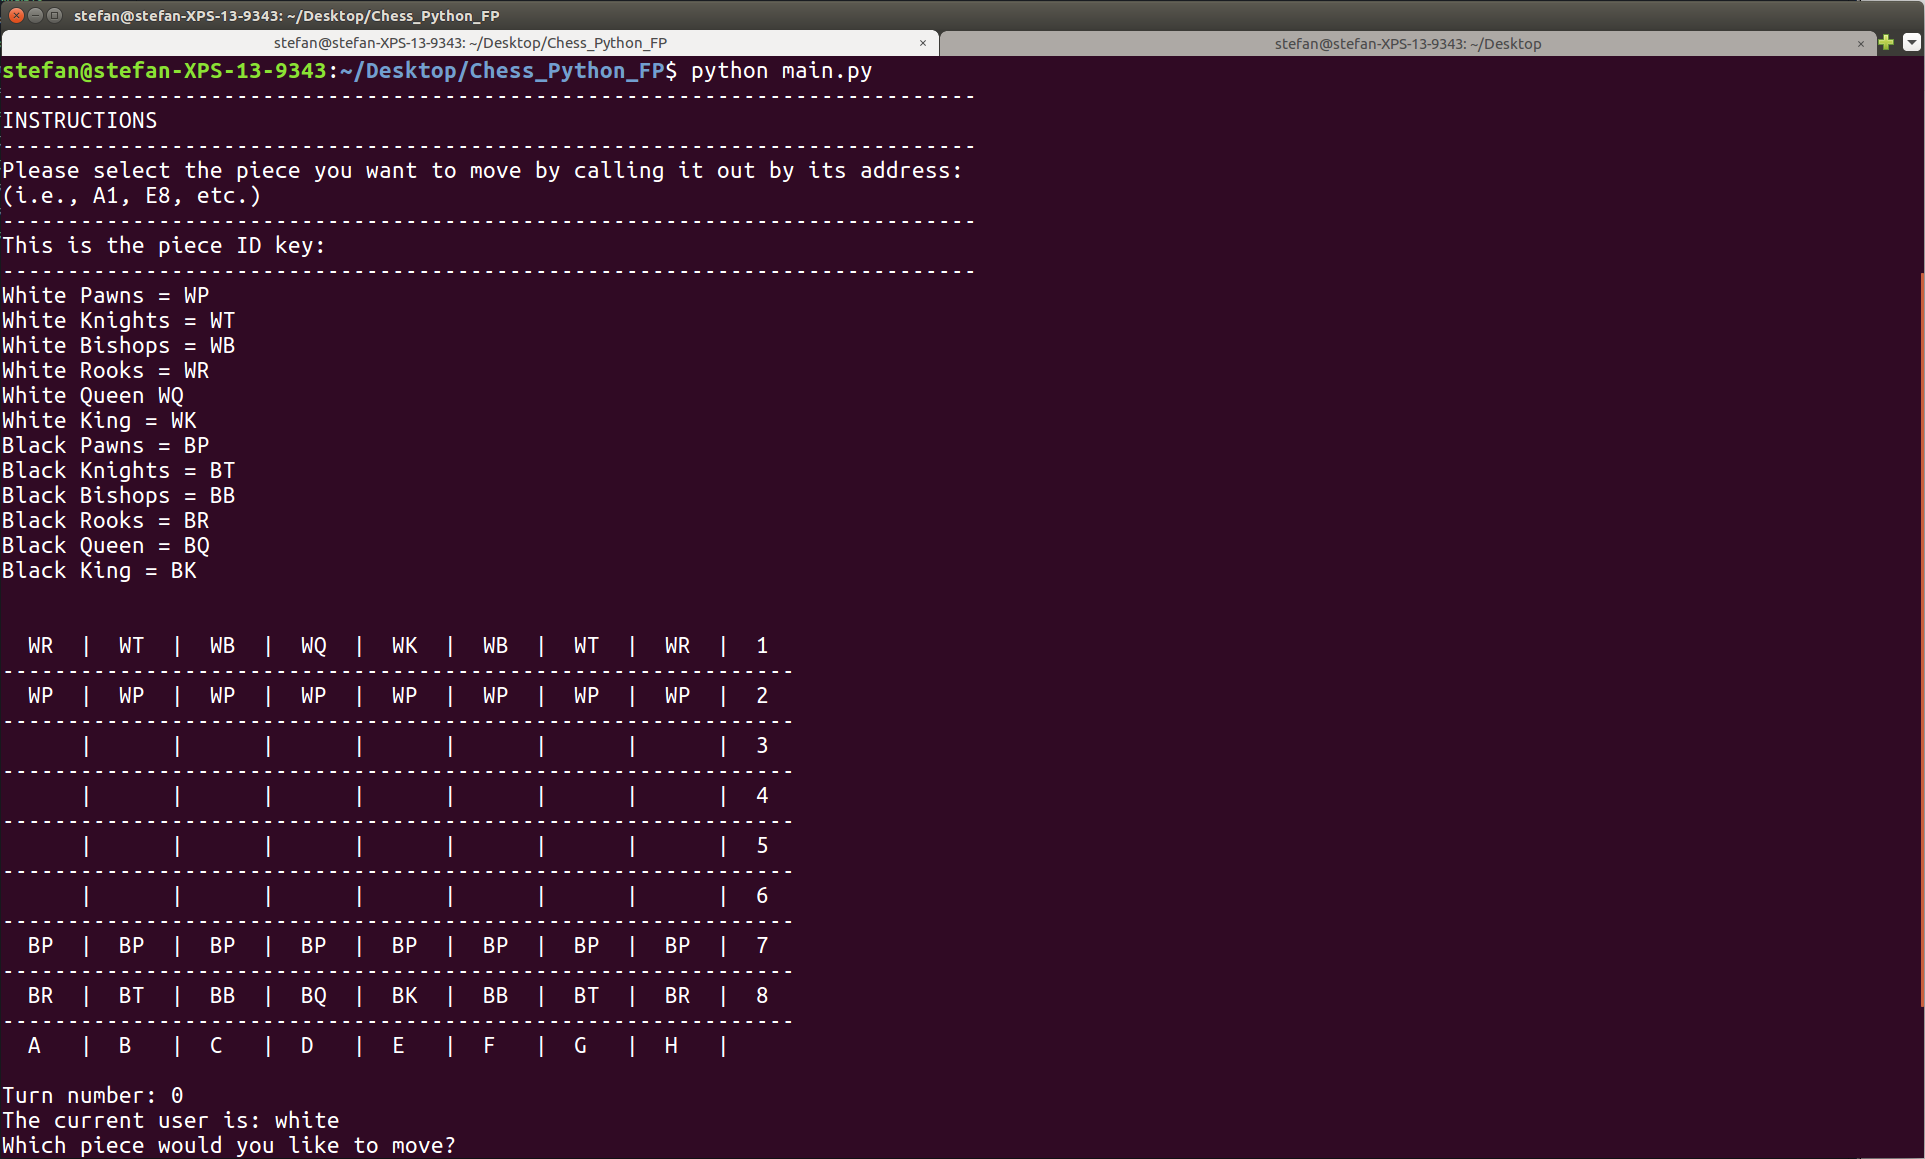 stefan@stefan-XPS-13-9343: ~/Desktop/Chess_Python_FP
stefan@stefan-XPS-13-9343: ~/Desktop/Chess_Python_FP × stefan@stefan-XPS-13-9343: ~/Desktop ×
stefan@stefan-XPS-13-9343:~/Desktop/Chess_Python_FP$ python main.py
---------------------------------------------------------------------------
INSTRUCTIONS
---------------------------------------------------------------------------
Please select the piece you want to move by calling it out by its address:
(i.e., A1, E8, etc.)
---------------------------------------------------------------------------
This is the piece ID key:
---------------------------------------------------------------------------
White Pawns = WP
White Knights = WT
White Bishops = WB
White Rooks = WR
White Queen WQ
White King = WK
Black Pawns = BP
Black Knights = BT
Black Bishops = BB
Black Rooks = BR
Black Queen = BQ
Black King = BK
  WR  |  WT  |  WB  |  WQ  |  WK  |  WB  |  WT  |  WR  |  1
-------------------------------------------------------------
  WP  |  WP  |  WP  |  WP  |  WP  |  WP  |  WP  |  WP  |  2
-------------------------------------------------------------
      |      |      |      |      |      |      |      |  3
-------------------------------------------------------------
      |      |      |      |      |      |      |      |  4
-------------------------------------------------------------
      |      |      |      |      |      |      |      |  5
-------------------------------------------------------------
      |      |      |      |      |      |      |      |  6
-------------------------------------------------------------
  BP  |  BP  |  BP  |  BP  |  BP  |  BP  |  BP  |  BP  |  7
-------------------------------------------------------------
  BR  |  BT  |  BB  |  BQ  |  BK  |  BB  |  BT  |  BR  |  8
-------------------------------------------------------------
  A   |  B   |  C   |  D   |  E   |  F   |  G   |  H   |
Turn number: 0
The current user is: white
Which piece would you like to move?